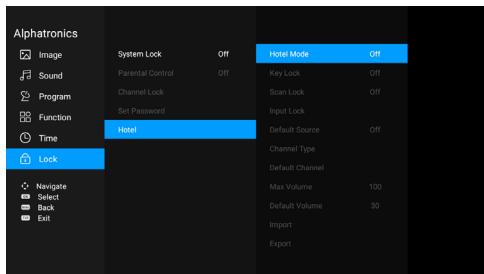 Alphatronics
Image
Sound
Program
Function
Time
Lock
Navigate
Select
Back
Exit
System Lock Off
Parental Control Off
Channel Lock
Set Password
Hotel
Hotel Mode Off
Key Lock Off
Scan Lock Off
Input Lock
Default Source Off
Channel Type
Default Channel
Max Volume 100
Default Volume 30
Import
Export